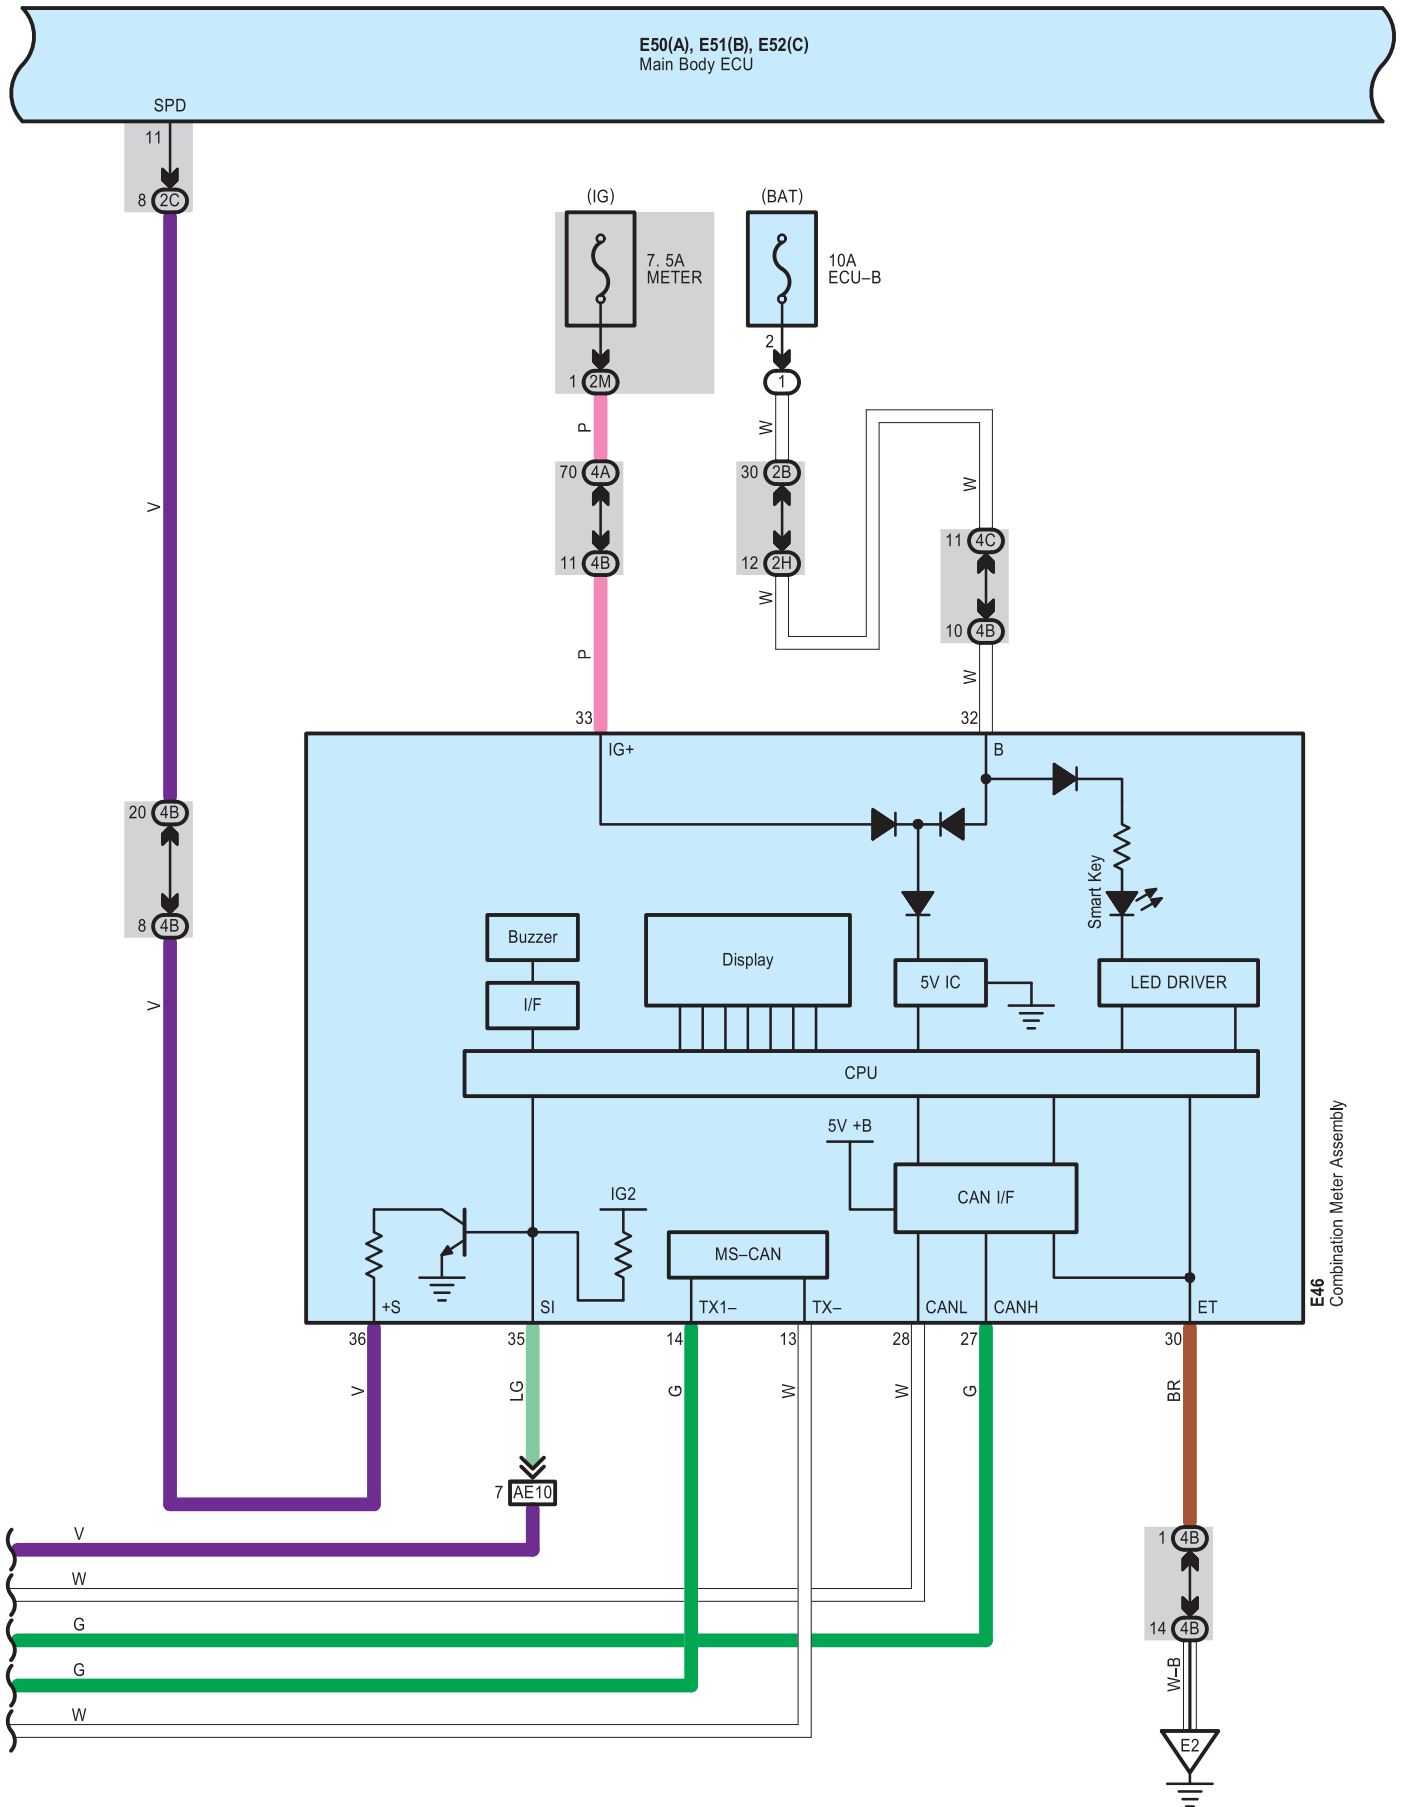 E50(A), E51(B), E52(C)
Main Body ECU
SPD
11
8 2C
(IG)
(BAT)
7. 5A
METER
10A
ECU–B
2
1 2M
1
P
W
70 4A
30 2B
W
V
11 4C
11 4B
12 2H
W
P
10 4B
W
33
32
IG+
B
20 4B
Smart Key
8 4B
Buzzer
Display
5V IC
LED DRIVER
I/F
V
CPU
5V +B
IG2
CAN I/F
MS–CAN
E46
Combination Meter Assembly
+S
SI
TX1–
TX–
CANL
CANH
ET
36
35
14
13
28
27
30
V
LG
G
W
W
G
BR
7 AE10
V
1 4B
W
G
14 4B
G
W–B
W
E2